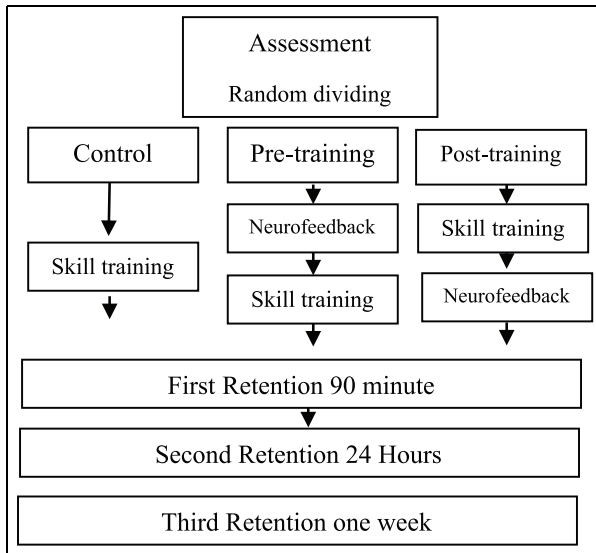 Assessment
Random dividing
Control
Pre-training
Post-training
Neurofeedback
Skill training
Skill training
Skill training
Neurofeedback
First Retention 90 minute
Second Retention 24 Hours
Third Retention one week